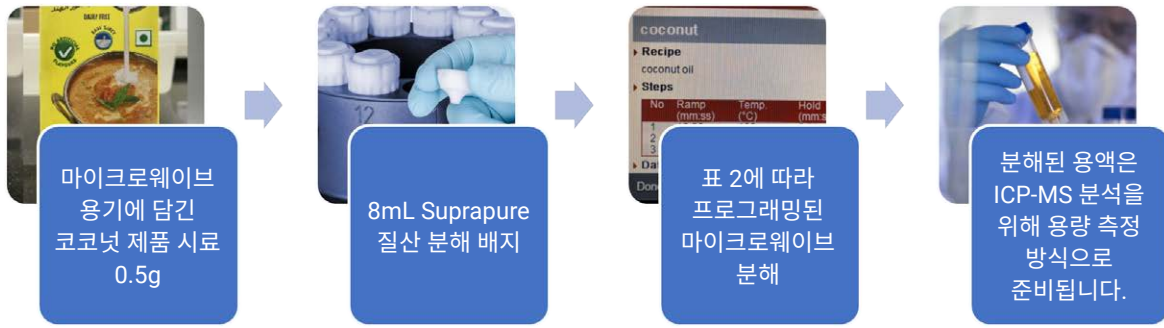 DAIRY FREE
마이크로웨이브
용기에 담긴
코코넛 제품 시료
0.5g
12
8mL Suprapure
질산 분해 배지
coconut
Recipe
coconut oil
Steps
No Ramp (mm:ss) Temp. (°C) Hold
1
2
3
표 2에 따라
프로그래밍된
마이크로웨이브
분해
분해된 용액은
ICP-MS 분석을
위해 용량 측정
방식으로
준비됩니다.